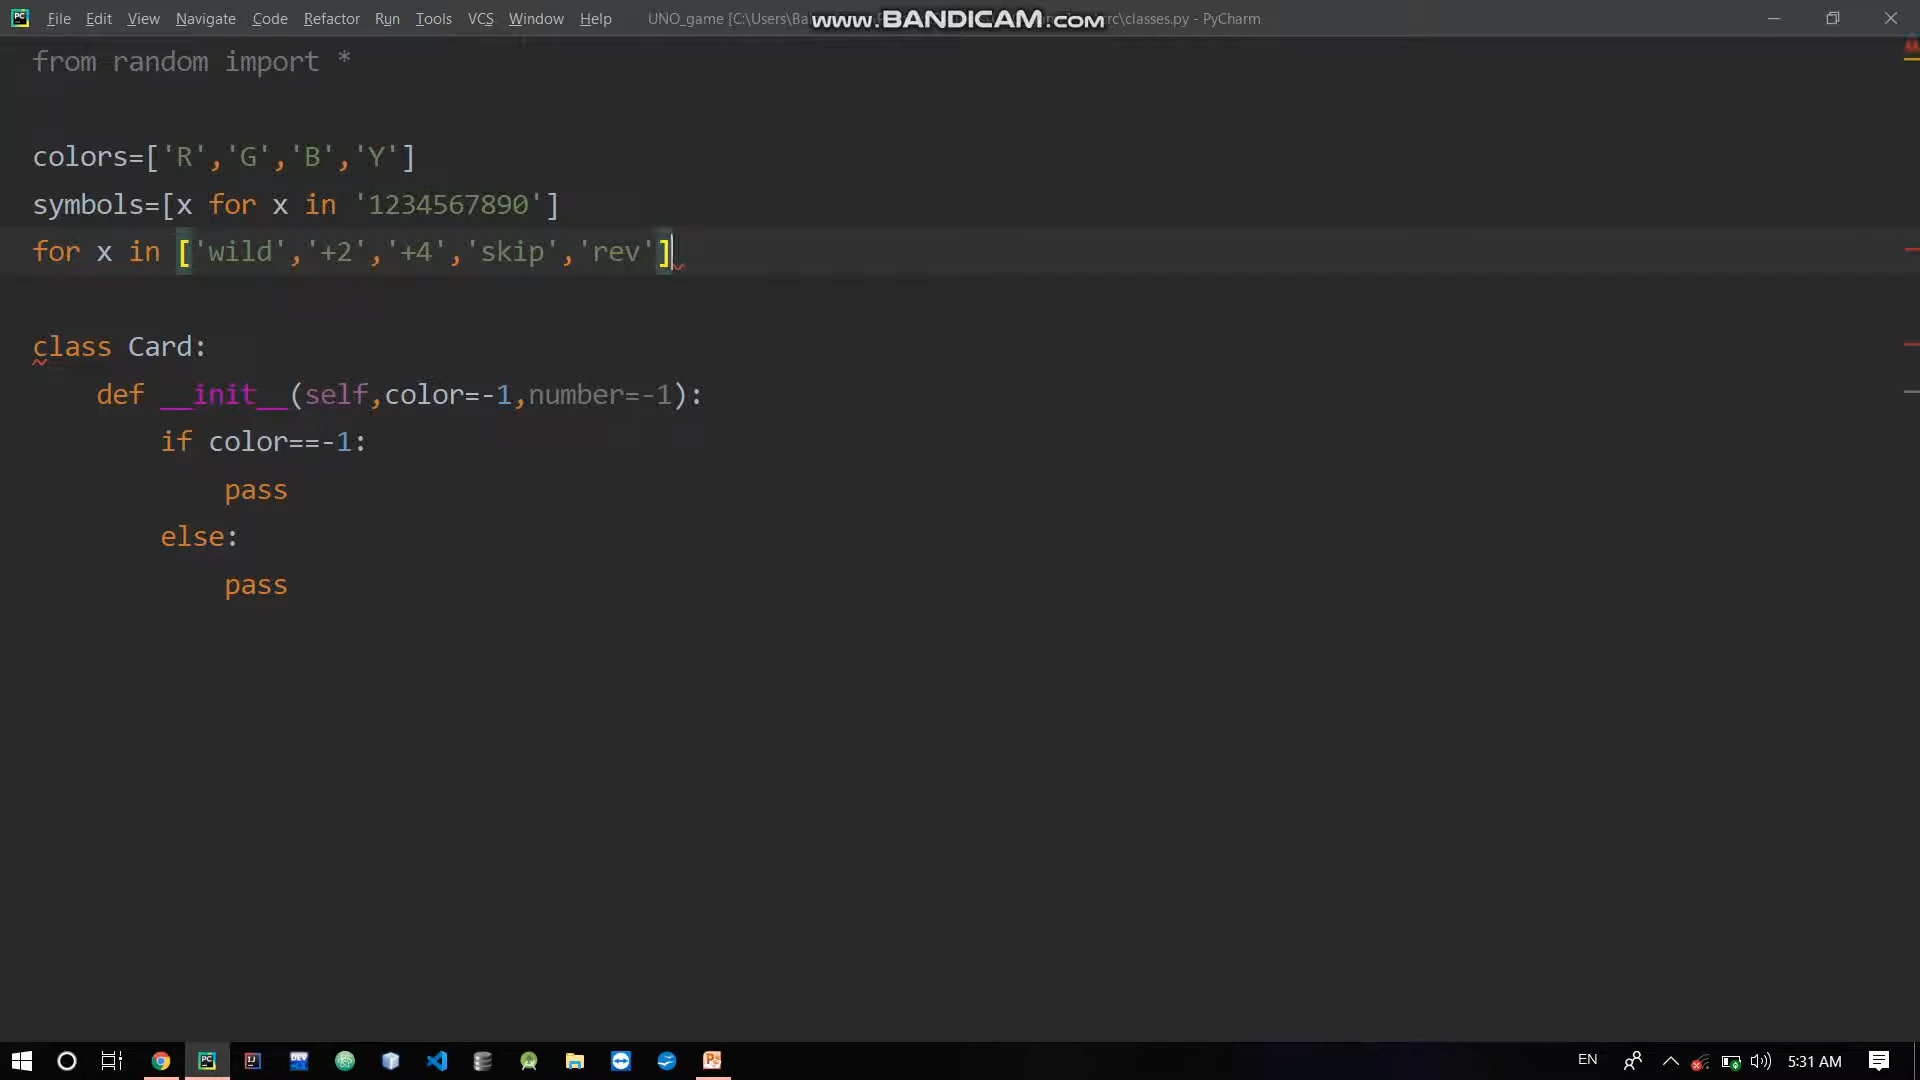 File Edit View Navigate Code Refactor Run Tools VCS Window Help UNO_game [C:\Users\Ba www.BANDICAM.com rc\classes.py - PyCharm
from random import *
colors=['R','G','B','Y']
symbols=[x for x in '1234567890']
for x in ['wild','+2','+4','skip','rev']
class Card:
def __init__(self,color=-1,number=-1):
if color==-1:
pass
else:
pass
EN 5:31 AM